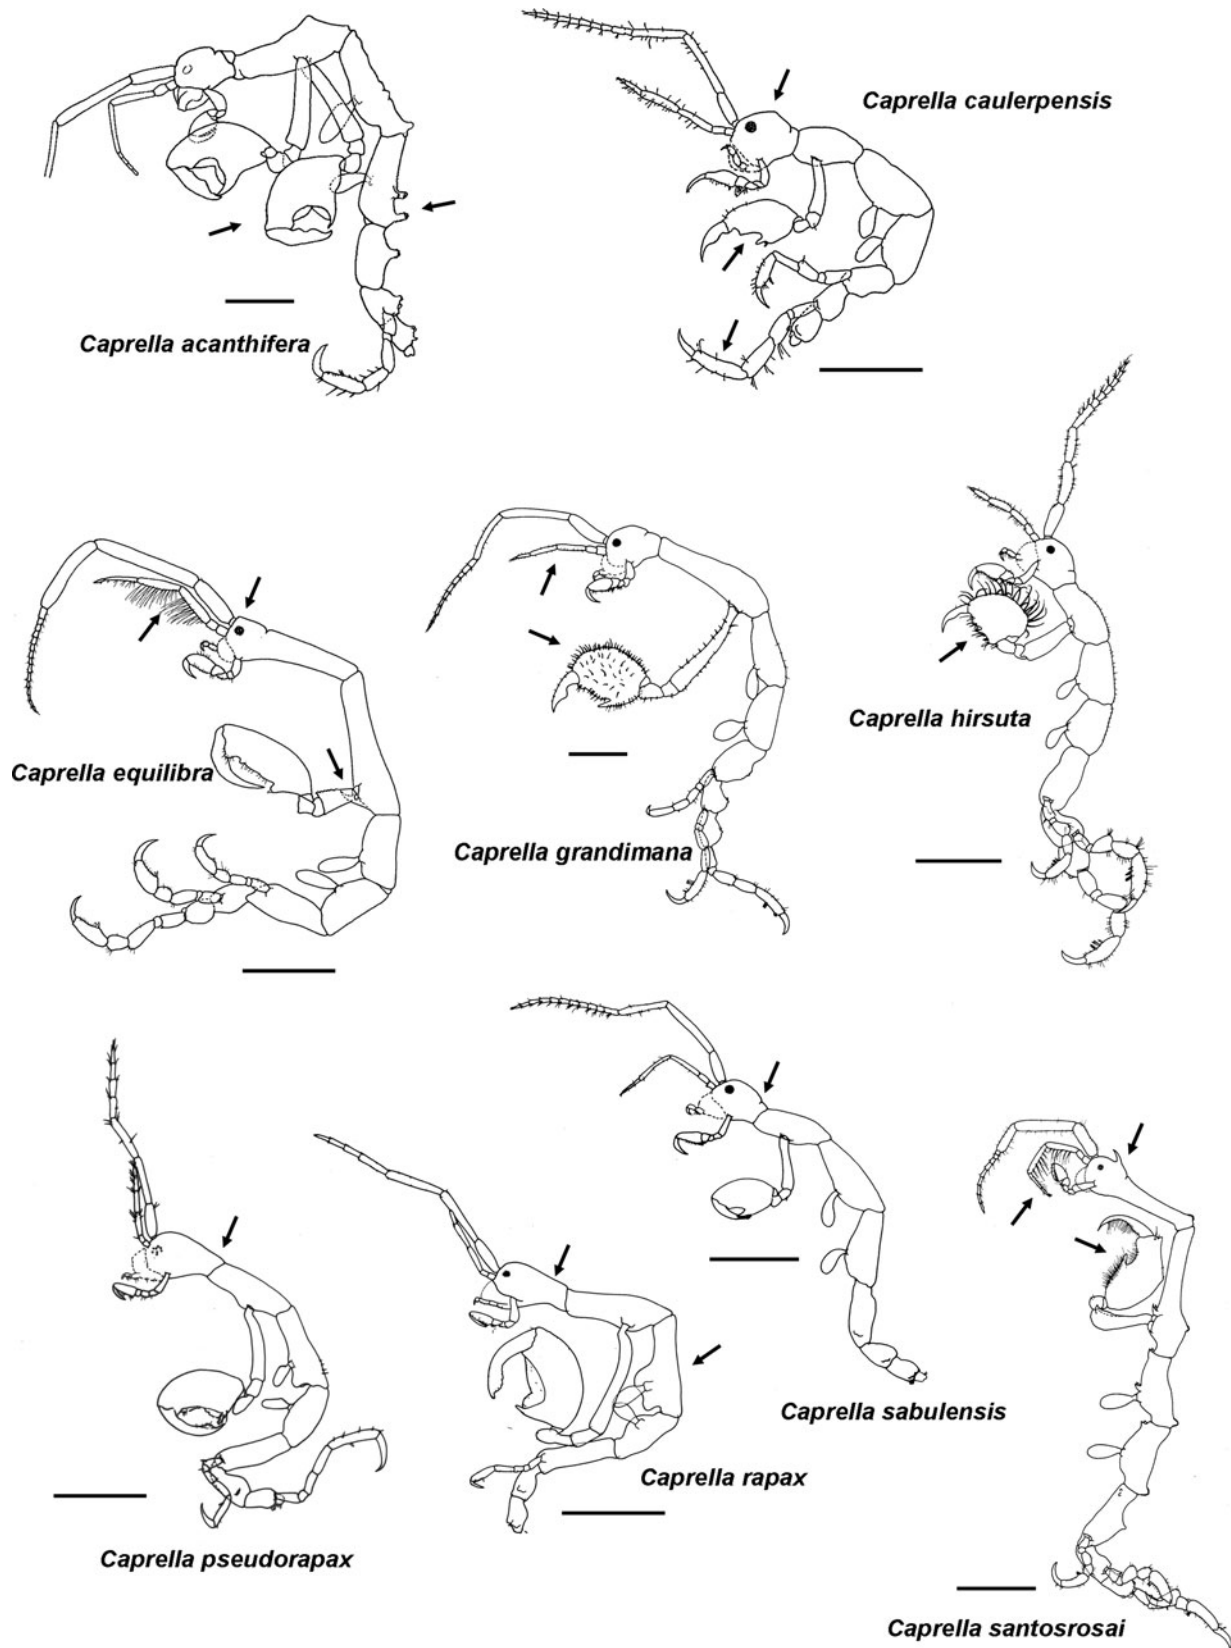 Caprella caulerpensis
Caprella acanthifera
Caprella hirsuta
Caprella equilibra
Caprella grandimana
Caprella sabulensis
Caprella rapax
Caprella pseudorapax
Caprella santosrosai